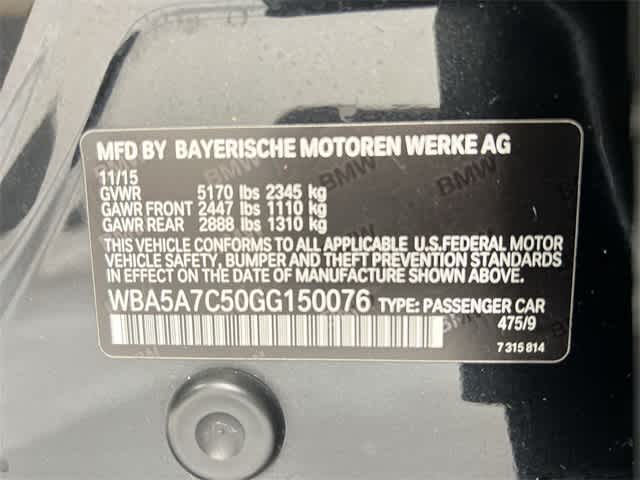 MFD BY BAYERISCHE MOTOREN WERKE AG
11/15
GVWR 5170 lbs 2345 kg
GAWR FRONT 2447 lbs 1110 kg
GAWR REAR 2888 lbs 1310 kg
THIS VEHICLE CONFORMS TO ALL APPLICABLE U.S.FEDERAL MOTOR
VEHICLE SAFETY, BUMPER AND THEFT PREVENTION STANDARDS
IN EFFECT ON THE DATE OF MANUFACTURE SHOWN ABOVE.
WBA5A7C50GG150076 TYPE: PASSENGER CAR
475/9
7 315 814